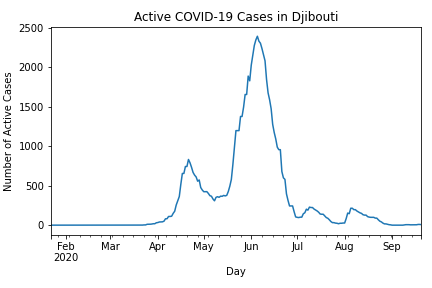 Active COVID-19 Cases in Djibouti
Number of Active Cases
2500
2000
1500
1000
500
0
Feb
2020
Mar
Apr
May
Jun
Jul
Aug
Sep
Day